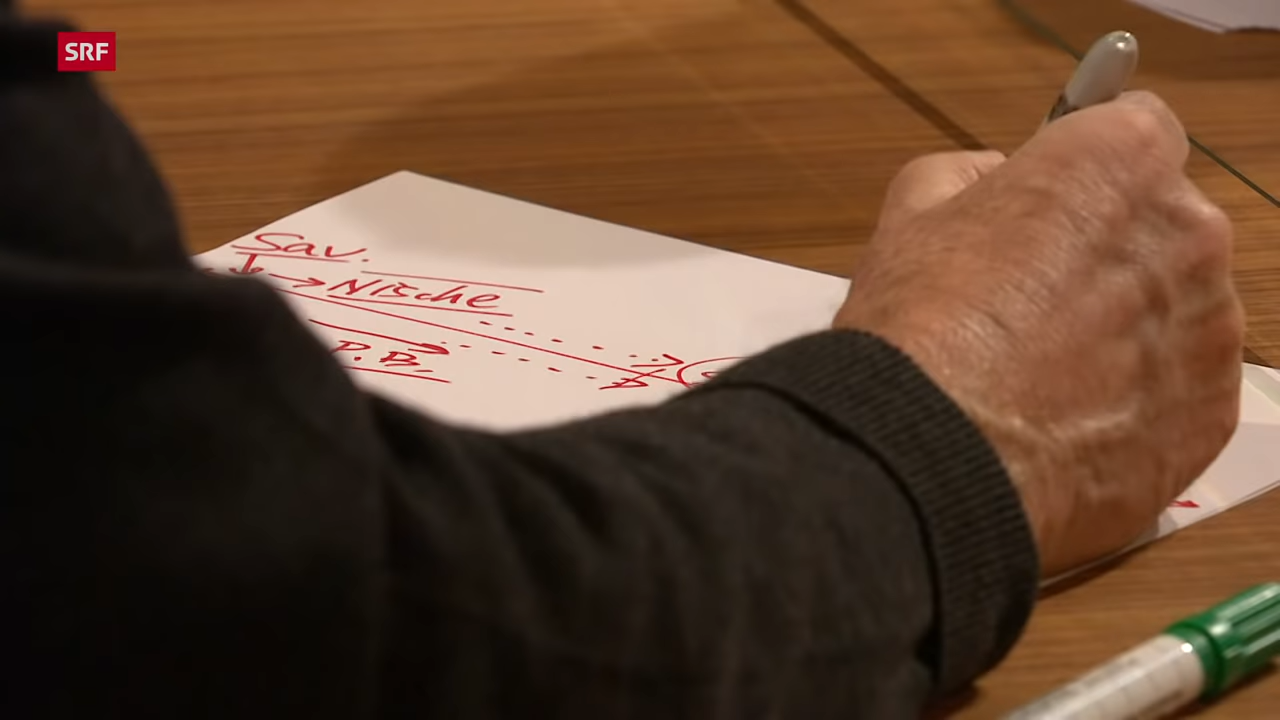 SRF
Sav.
→ Nische
P.B.